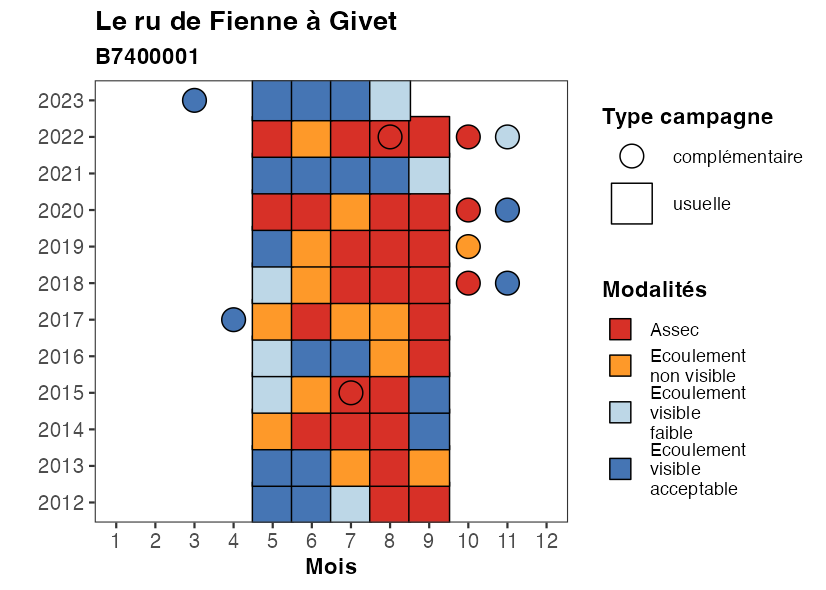 Le ru de Fienne à Givet
B7400001
2023
2022
2021
2020
2019
2018
2017
2016
2015
2014
2013
2012
1 2 3 4 5 6 7 8 9 10 11 12
Mois
Type campagne
complémentaire
usuelle
Modalités
Assec
Ecoulement
non visible
Ecoulement
visible
faible
Ecoulement
visible
acceptable